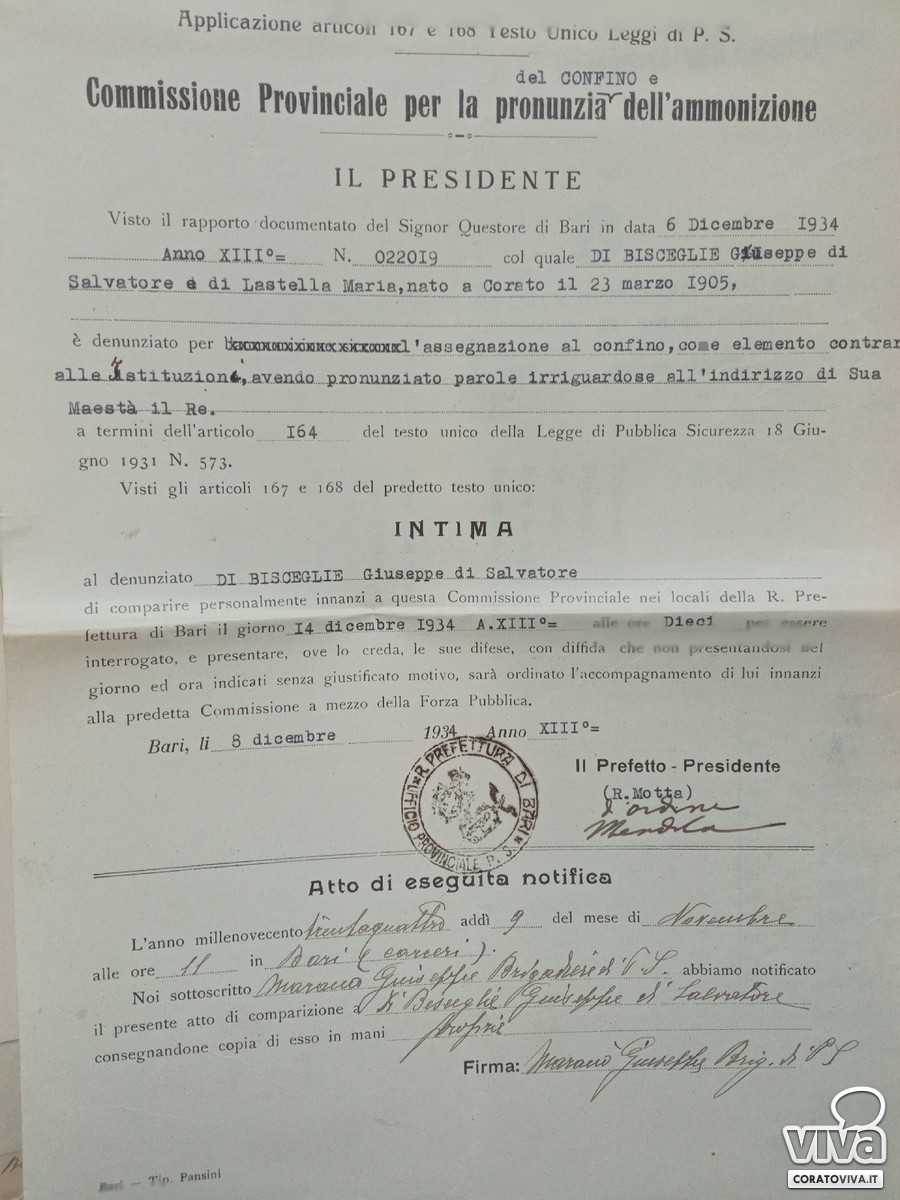 Applicazione articoli 167 e 168 Testo Unico Leggi di P. S.
del CONFINO e
Commissione Provinciale per la pronunzia dell'ammonizione
IL PRESIDENTE
Visto il rapporto documentato del Signor Questore di Bari in data 6 Dicembre 1934
Anno XIII°= N. 022019 col quale DI BISCEGLIE Giuseppe di
Salvatore e di Lastella Maria,nato a Corato il 23 marzo 1905,
è denunziato per l'assegnazione al confino,come elemento contrar
alle Istituzioni,avendo pronunziato parole irriguardose all'indirizzo di Sua
Maestà il Re.
a termini dell'articolo 164 del testo unico della Legge di Pubblica Sicurezza 18 Giu-
gno 1931 N. 573.
Visti gli articoli 167 e 168 del predetto testo unico:
INTIMA
al denunziato DI BISCEGLIE Giuseppe di Salvatore
di comparire personalmente innanzi a questa Commissione Provinciale nei locali della R. Pre-
fettura di Bari il giorno 14 dicembre 1934 A.XIII°= alle ore Dieci per essere
interrogato, e presentare, ove lo creda, le sue difese, con diffida che non presentandosi nel
giorno ed ora indicati senza giustificato motivo, sarà ordinato l'accompagnamento di lui innanzi
alla predetta Commissione a mezzo della Forza Pubblica.
Bari, li 8 dicembre 1934 Anno XIII°=
R. PREFETTURA DI BARI
UFFICIO PROVINCIALE P. S.
Il Prefetto - Presidente
(R.Motta)
d'ordine
Atto di eseguita notifica
L'anno millenovecento trentaquattro addì 9 del mese di Novembre
alle ore 11 in Bari (carceri).
Noi sottoscritto Marano Giuseppe Brigadiere di P.S. abbiamo notificato
il presente atto di comparizione a Di Bisceglie Giuseppe di Salvatore
consegnandone copia di esso in mani proprie
Firma: Marano Giuseppe Brig. di PS
Bari — Tip. Pansini
viva
CORATOVIVA.IT